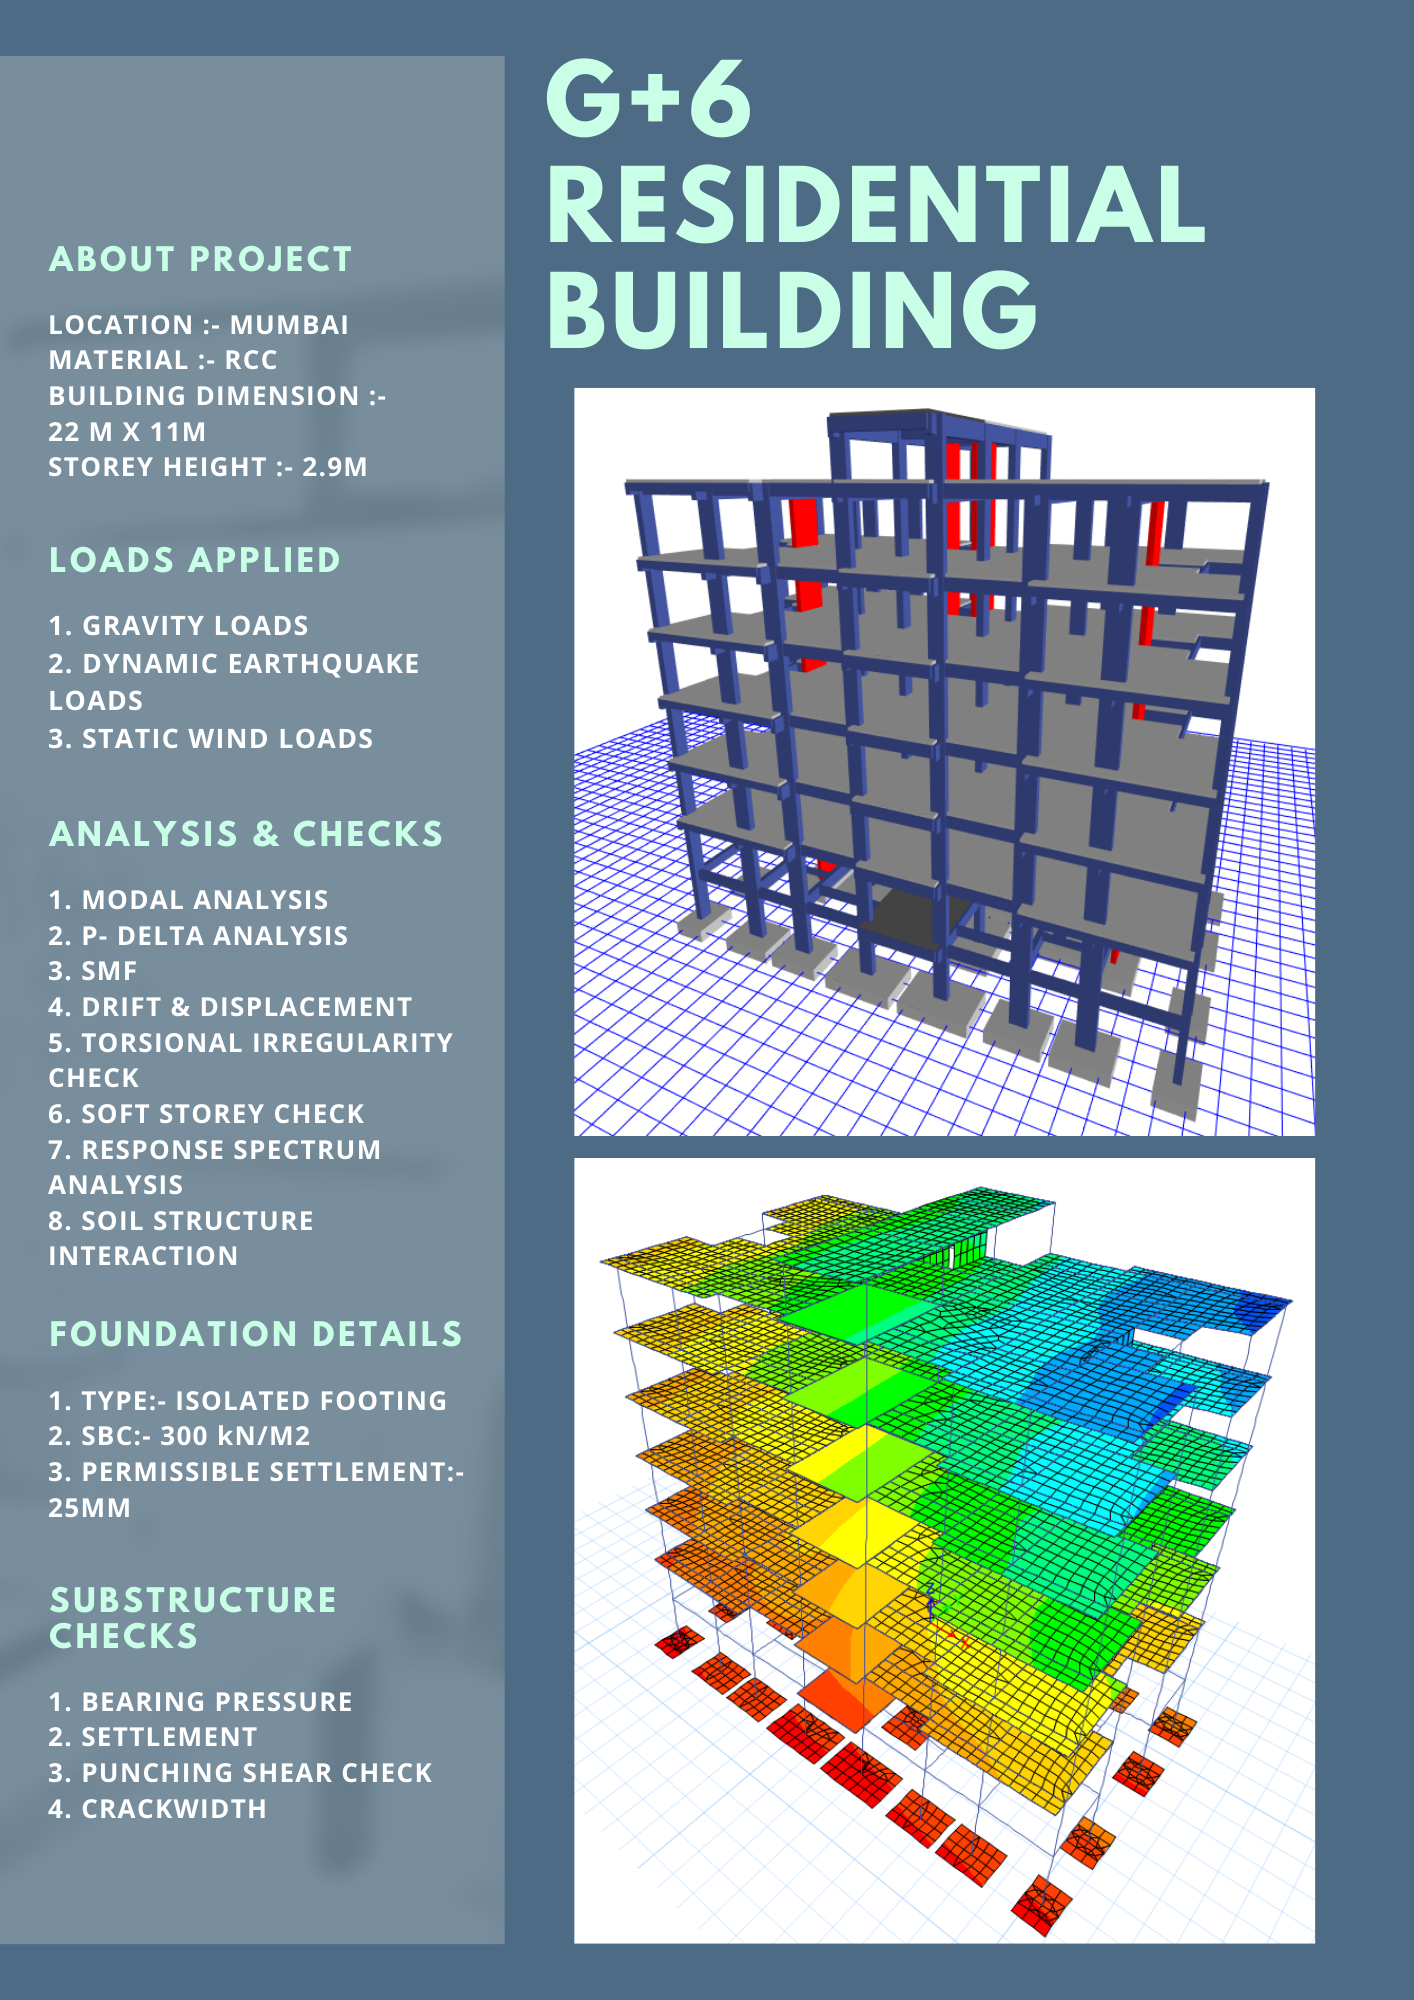 G+6
RESIDENTIAL
BUILDING
ABOUT PROJECT
LOCATION :- MUMBAI
MATERIAL :- RCC
BUILDING DIMENSION :-
22 M X 11M
STOREY HEIGHT :- 2.9M
LOADS APPLIED
1. GRAVITY LOADS
2. DYNAMIC EARTHQUAKE
LOADS
3. STATIC WIND LOADS
ANALYSIS & CHECKS
1. MODAL ANALYSIS
2. P- DELTA ANALYSIS
3. SMF
4. DRIFT & DISPLACEMENT
5. TORSIONAL IRREGULARITY
CHECK
6. SOFT STOREY CHECK
7. RESPONSE SPECTRUM
ANALYSIS
8. SOIL STRUCTURE
INTERACTION
FOUNDATION DETAILS
1. TYPE:- ISOLATED FOOTING
2. SBC:- 300 kN/M2
3. PERMISSIBLE SETTLEMENT:-
25MM
SUBSTRUCTURE
CHECKS
1. BEARING PRESSURE
2. SETTLEMENT
3. PUNCHING SHEAR CHECK
4. CRACKWIDTH
Z
X